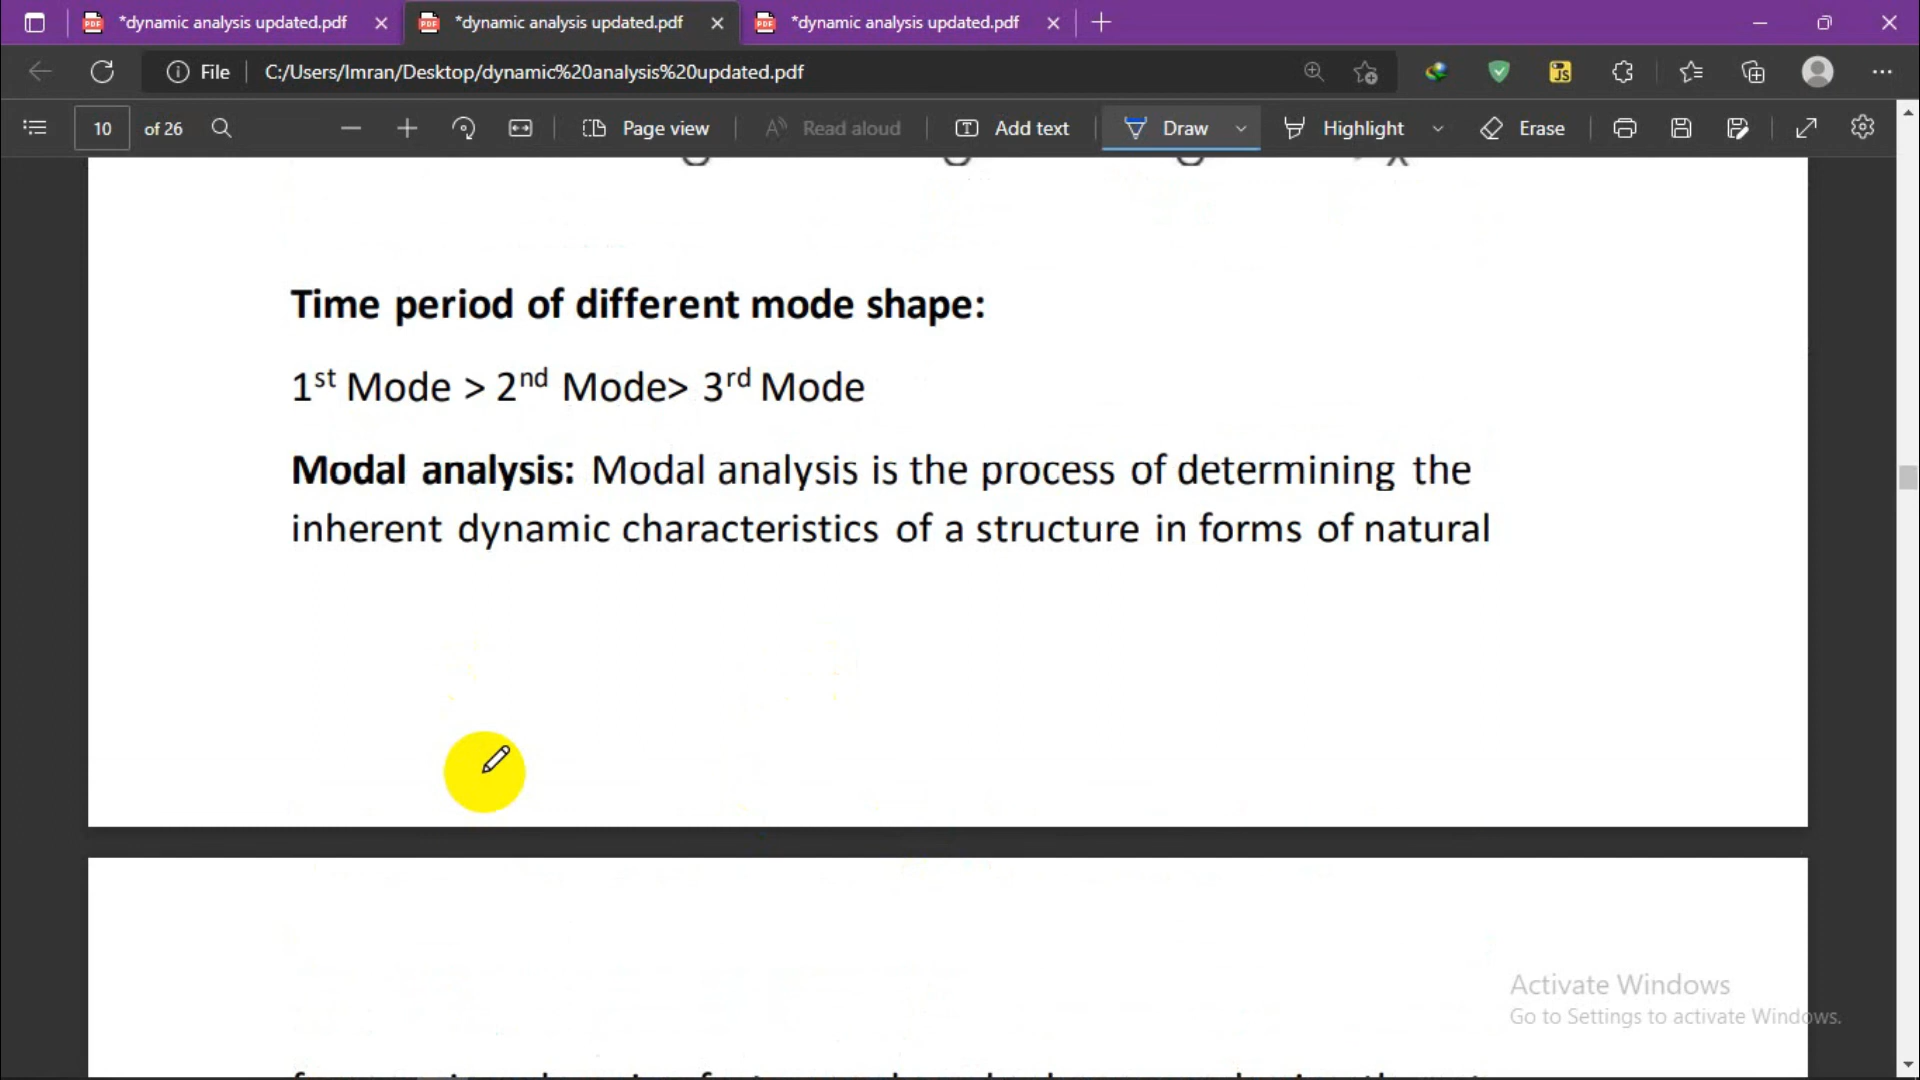 *dynamic analysis updated.pdf
*dynamic analysis updated.pdf
*dynamic analysis updated.pdf
File
C:/Users/Imran/Desktop/dynamic%20analysis%20updated.pdf
JS
10 of 26
Page view
Read aloud
Add text
Draw
Highlight
Erase
Time period of different mode shape:
1st Mode > 2nd Mode> 3rd Mode
Modal analysis: Modal analysis is the process of determining the
inherent dynamic characteristics of a structure in forms of natural
Activate Windows
Go to Settings to activate Windows.